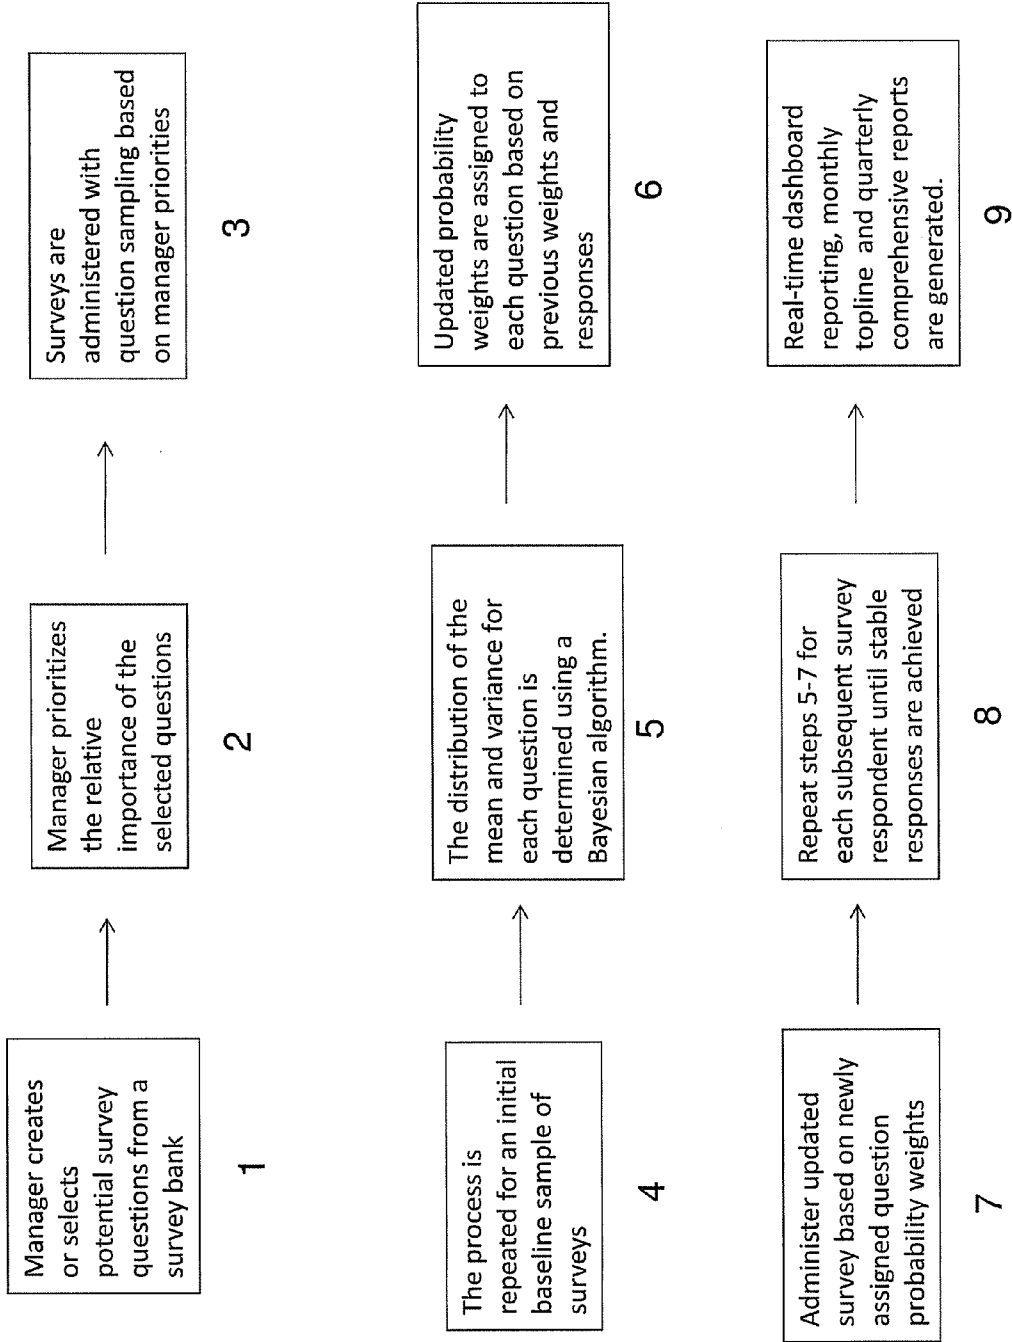 Manager creates
or selects
potential survey
questions from a
survey bank
1
Manager prioritizes
the relative
importance of the
selected questions
2
Surveys are
administered with
question sampling based
on manager priorities
3
The process is
repeated for an initial
baseline sample of
surveys
4
The distribution of the
mean and variance for
each question is
determined using a
Bayesian algorithm.
5
Updated probability
weights are assigned to
each question based on
previous weights and
responses
6
Administer updated
survey based on newly
assigned question
probability weights
7
Repeat steps 5-7 for
each subsequent survey
respondent until stable
responses are achieved
8
Real-time dashboard
reporting, monthly
topline and quarterly
comprehensive reports
are generated.
9